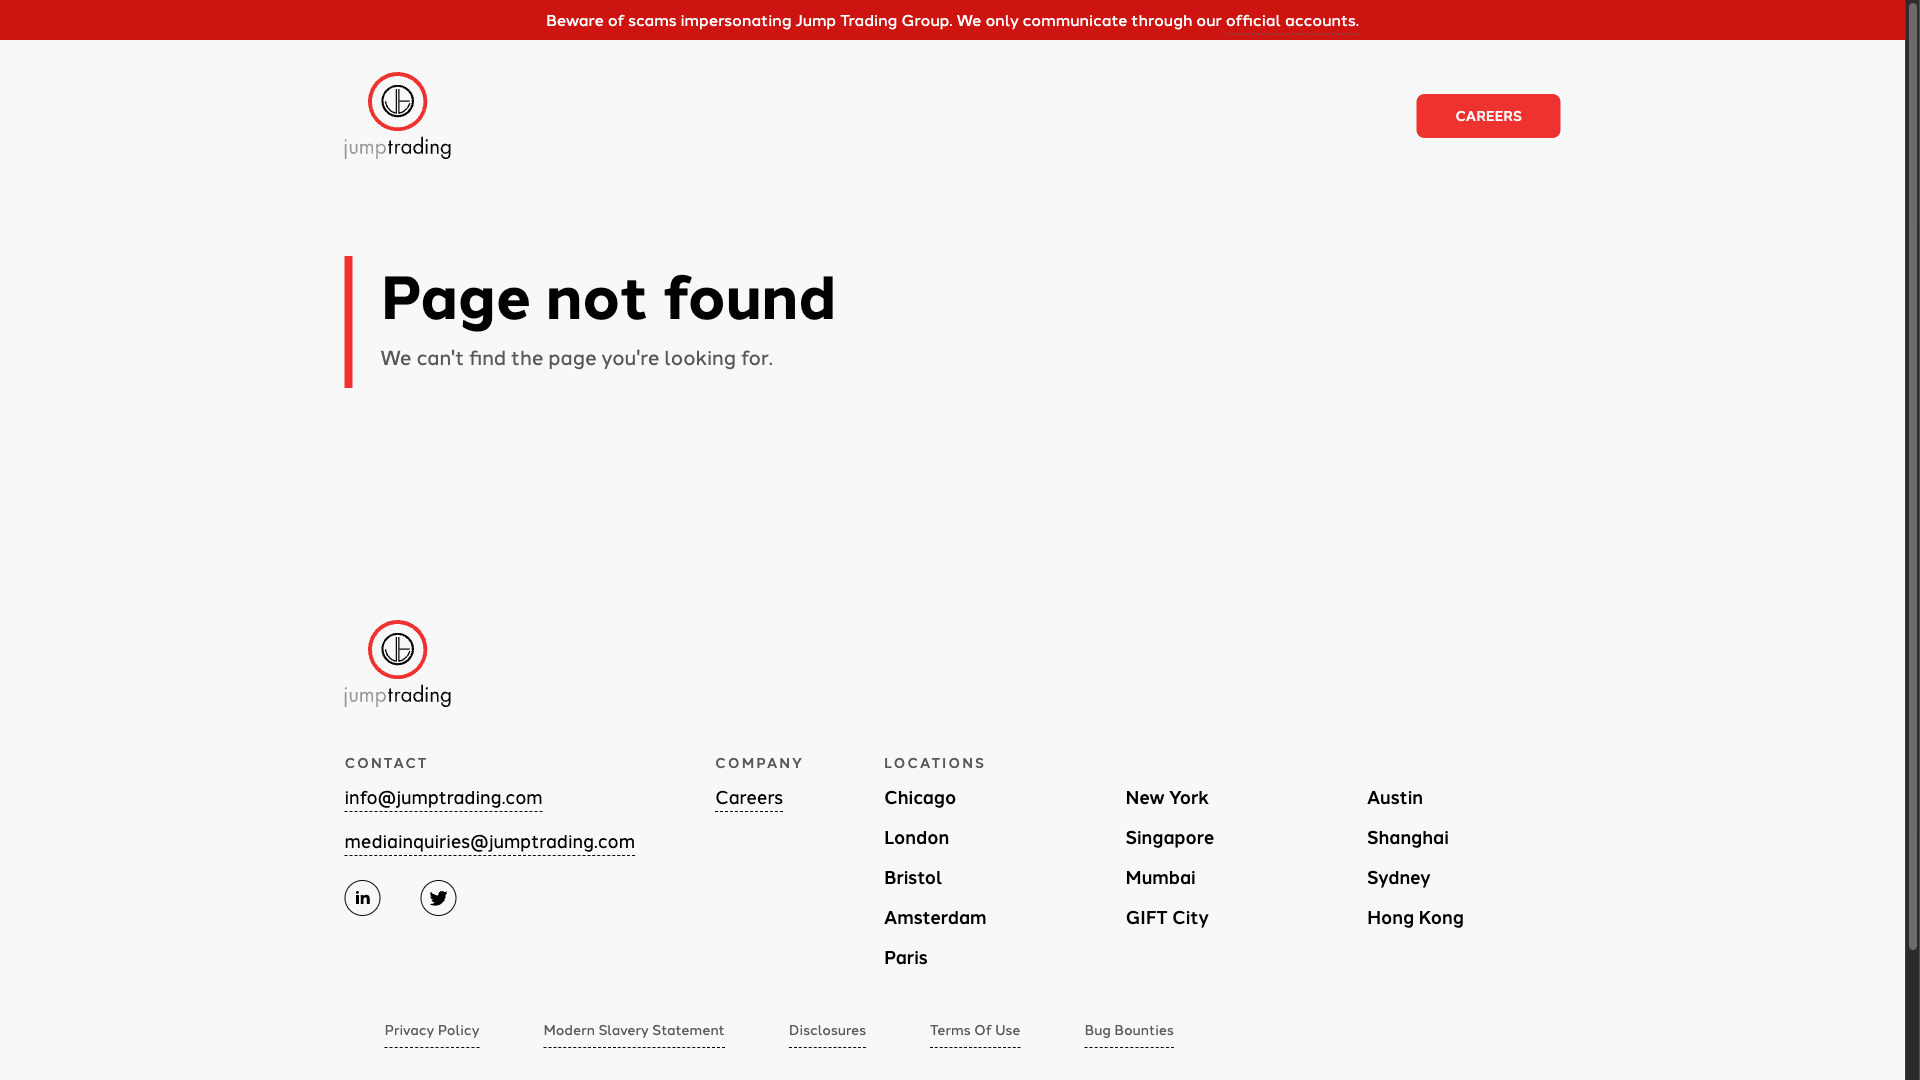 Beware of scams impersonating Jump Trading Group. We only communicate through our official accounts.
jumptrading
CAREERS
Page not found
We can't find the page you're looking for.
jumptrading
CONTACT
info@jumptrading.com
mediainquiries@jumptrading.com
in
COMPANY
Careers
LOCATIONS
Chicago
London
Bristol
Amsterdam
Paris
New York
Singapore
Mumbai
GIFT City
Austin
Shanghai
Sydney
Hong Kong
Privacy Policy
Modern Slavery Statement
Disclosures
Terms Of Use
Bug Bounties